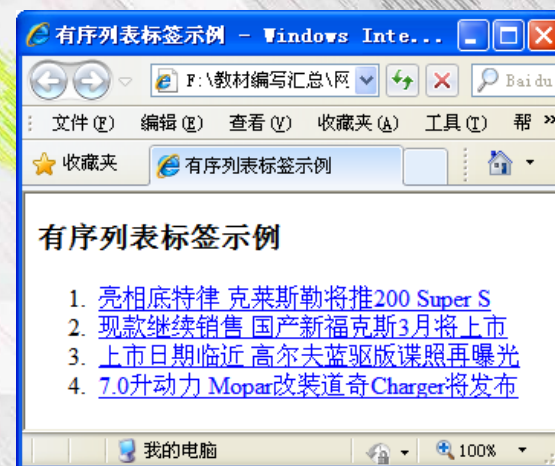 有序列表标签示例 - Windows Inte...
F:\教材编写汇总\网
Baidu
文件(F) 编辑(E) 查看(V) 收藏夹(A) 工具(T) 帮 »
收藏夹 有序列表标签示例
有序列表标签示例
1. 亮相底特律 克莱斯勒将推200 Super S
2. 现款继续销售 国产新福克斯3月将上市
3. 上市日期临近 高尔夫蓝驱版谍照再曝光
4. 7.0升动力 Mopar改装道奇Charger将发布
我的电脑 100%